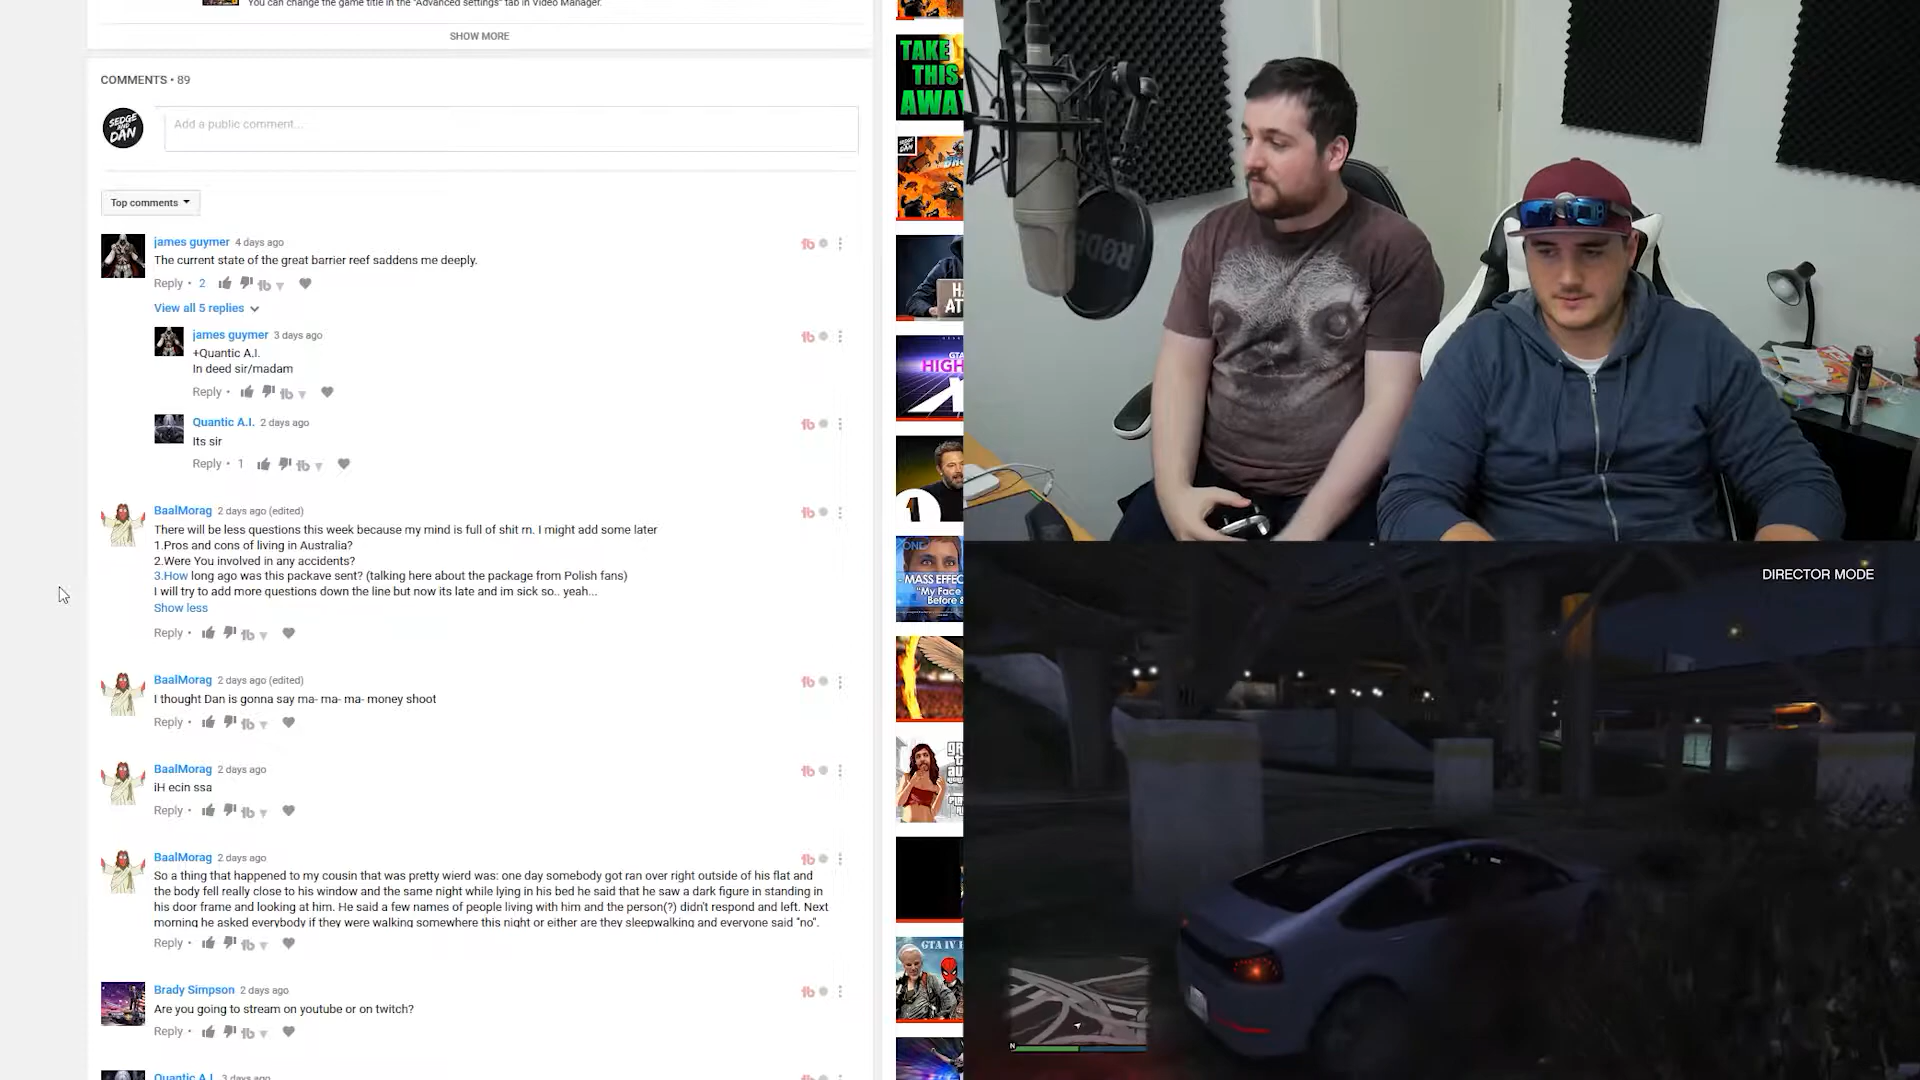 You can change the game title in the "Advanced settings" tab in Video Manager.
SHOW MORE
COMMENTS • 89
SEDGE AND DAN
Add a public comment...
Top comments
james guymer 4 days ago
The current state of the great barrier reef saddens me deeply.
Reply • 2
View all 5 replies
james guymer 3 days ago
+Quantic A.I.
In deed sir/madam
Reply •
Quantic A.I. 2 days ago
Its sir
Reply • 1
BaalMorag 2 days ago (edited)
There will be less questions this week because my mind is full of shit rn. I might add some later
1.Pros and cons of living in Australia?
2.Were You involved in any accidents?
3.How long ago was this packave sent? (talking here about the package from Polish fans)
I will try to add more questions down the line but now its late and im sick so.. yeah...
Show less
Reply •
BaalMorag 2 days ago (edited)
I thought Dan is gonna say ma- ma- ma- money shoot
Reply •
BaalMorag 2 days ago
iH ecin ssa
Reply •
BaalMorag 2 days ago
So a thing that happened to my cousin that was pretty wierd was: one day somebody got ran over right outside of his flat and
the body fell really close to his window and the same night while lying in his bed he said that he saw a dark figure in standing in
his door frame and looking at him. He said a few names of people living with him and the person(?) didn't respond and left. Next
morning he asked everybody if they were walking somewhere this night or either are they sleepwalking and everyone said "no".
Reply •
Brady Simpson 2 days ago
Are you going to stream on youtube or on twitch?
Reply •
Quantic A.I. 3 days ago
TAKE
THIS
AWA
HIGH
1
MASS EFFEC
"My Face
Before &
GTA IV
RØDE
DIRECTOR MODE
N